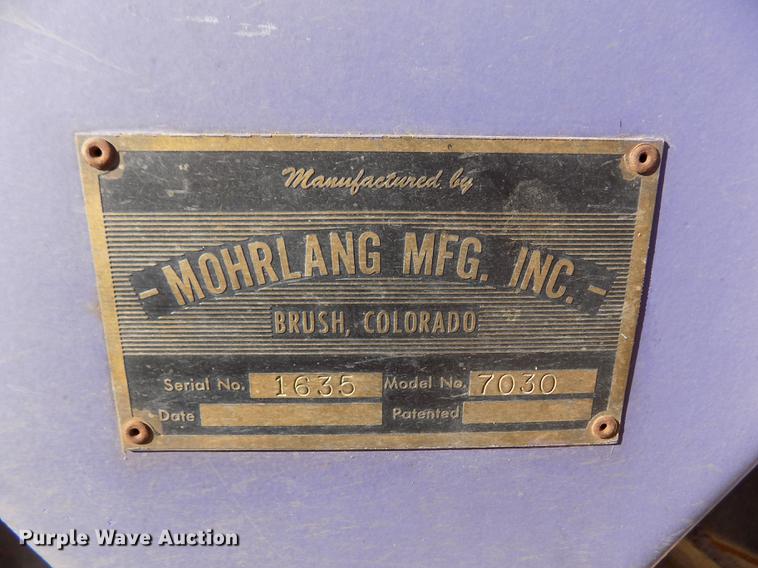 Manufactured by
- MOHRLANG MFG. INC. -
BRUSH, COLORADO
Serial No. 1635 Model No. 7030
Date Patented
Purple Wave Auction